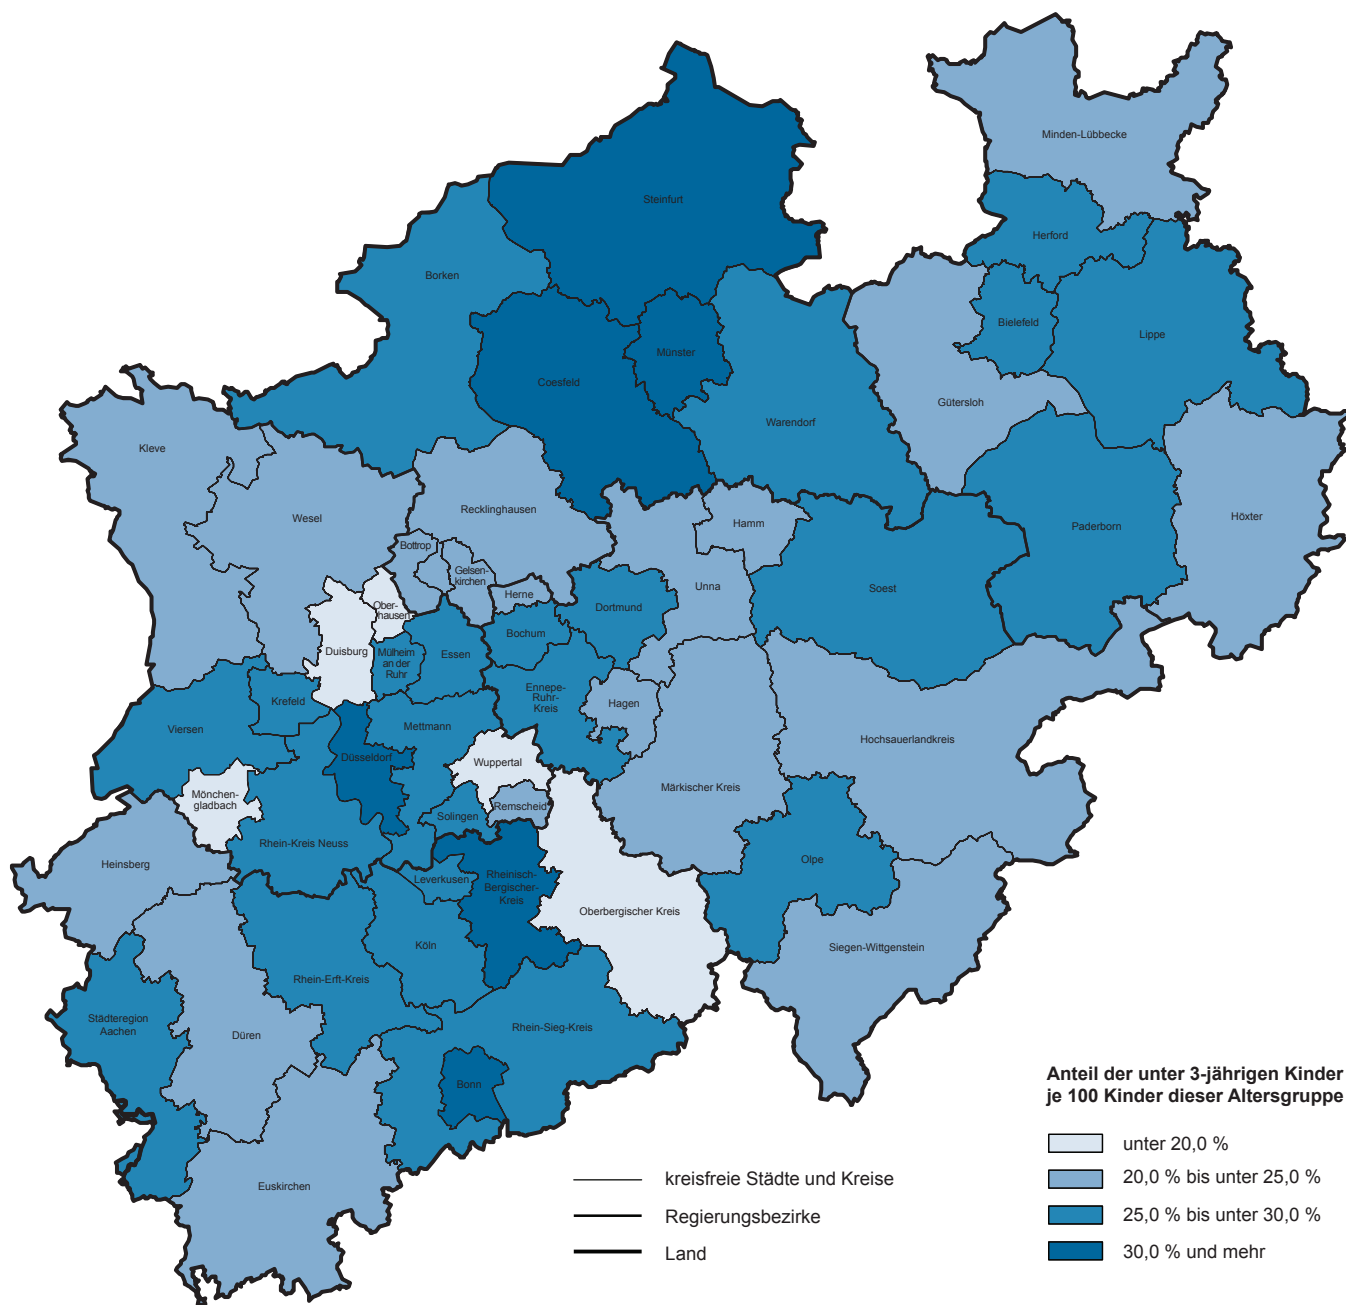 Minden-Lübbecke
Steinfurt
Herford
Borken
Bielefeld
Lippe
Münster
Coesfeld
Gütersloh
Warendorf
Kleve
Recklinghausen
Wesel
Hamm
Höxter
Paderborn
Bottrop
Gelsen-
kirchen
Unna
Soest
Herne
Ober-
hausen
Dortmund
Bochum
Duisburg
Mülheim
an der
Ruhr
Essen
Ennepe-
Ruhr-
Kreis
Krefeld
Hagen
Viersen
Mettmann
Hochsauerlandkreis
Düsseldorf
Wuppertal
Märkischer Kreis
Mönchen-
gladbach
Remscheid
Solingen
Rhein-Kreis Neuss
Heinsberg
Olpe
Leverkusen
Rheinisch-
Bergischer-
Kreis
Oberbergischer Kreis
Köln
Siegen-Wittgenstein
Rhein-Erft-Kreis
Städteregion
Aachen
Rhein-Sieg-Kreis
Düren
Bonn
Euskirchen
Anteil der unter 3-jährigen Kinder
je 100 Kinder dieser Altersgruppe
unter 20,0 %
20,0 % bis unter 25,0 %
25,0 % bis unter 30,0 %
30,0 % und mehr
kreisfreie Städte und Kreise
Regierungsbezirke
Land